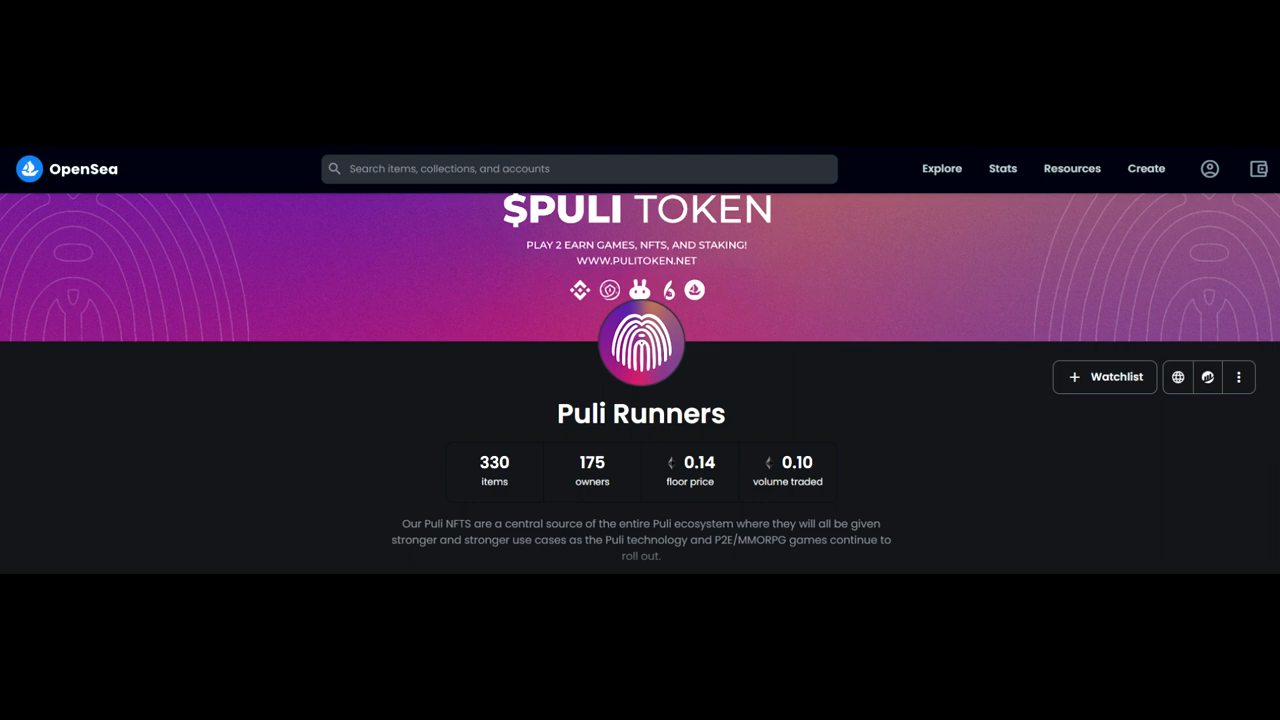 OpenSea
Search items, collections, and accounts
Explore
Stats
Resources
Create
$PULI TOKEN
PLAY 2 EARN GAMES, NFTS, AND STAKING!
WWW.PULITOKEN.NET
Watchlist
Puli Runners
330
items
175
owners
0.14
floor price
0.10
volume traded
Our Puli NFTS are a central source of the entire Puli ecosystem where they will all be given
stronger and stronger use cases as the Puli technology and P2E/MMORPG games continue to
roll out.